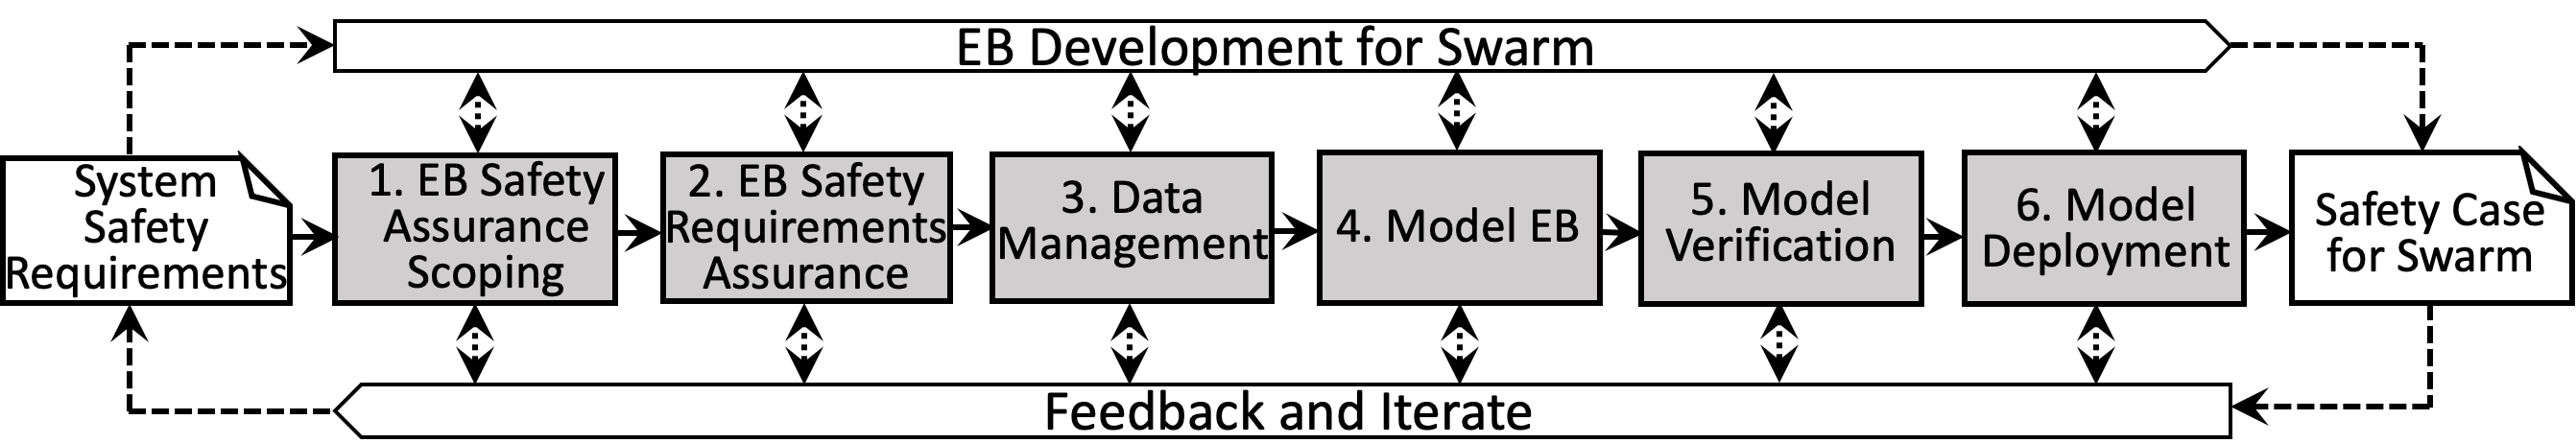 EB Development for Swarm
System
Safety
Requirements
1. EB Safety
Assurance
Scoping
2. EB Safety
Requirements
Assurance
3. Data
Management
4. Model EB
5. Model
Verification
6. Model
Deployment
Safety Case
for Swarm
Feedback and Iterate